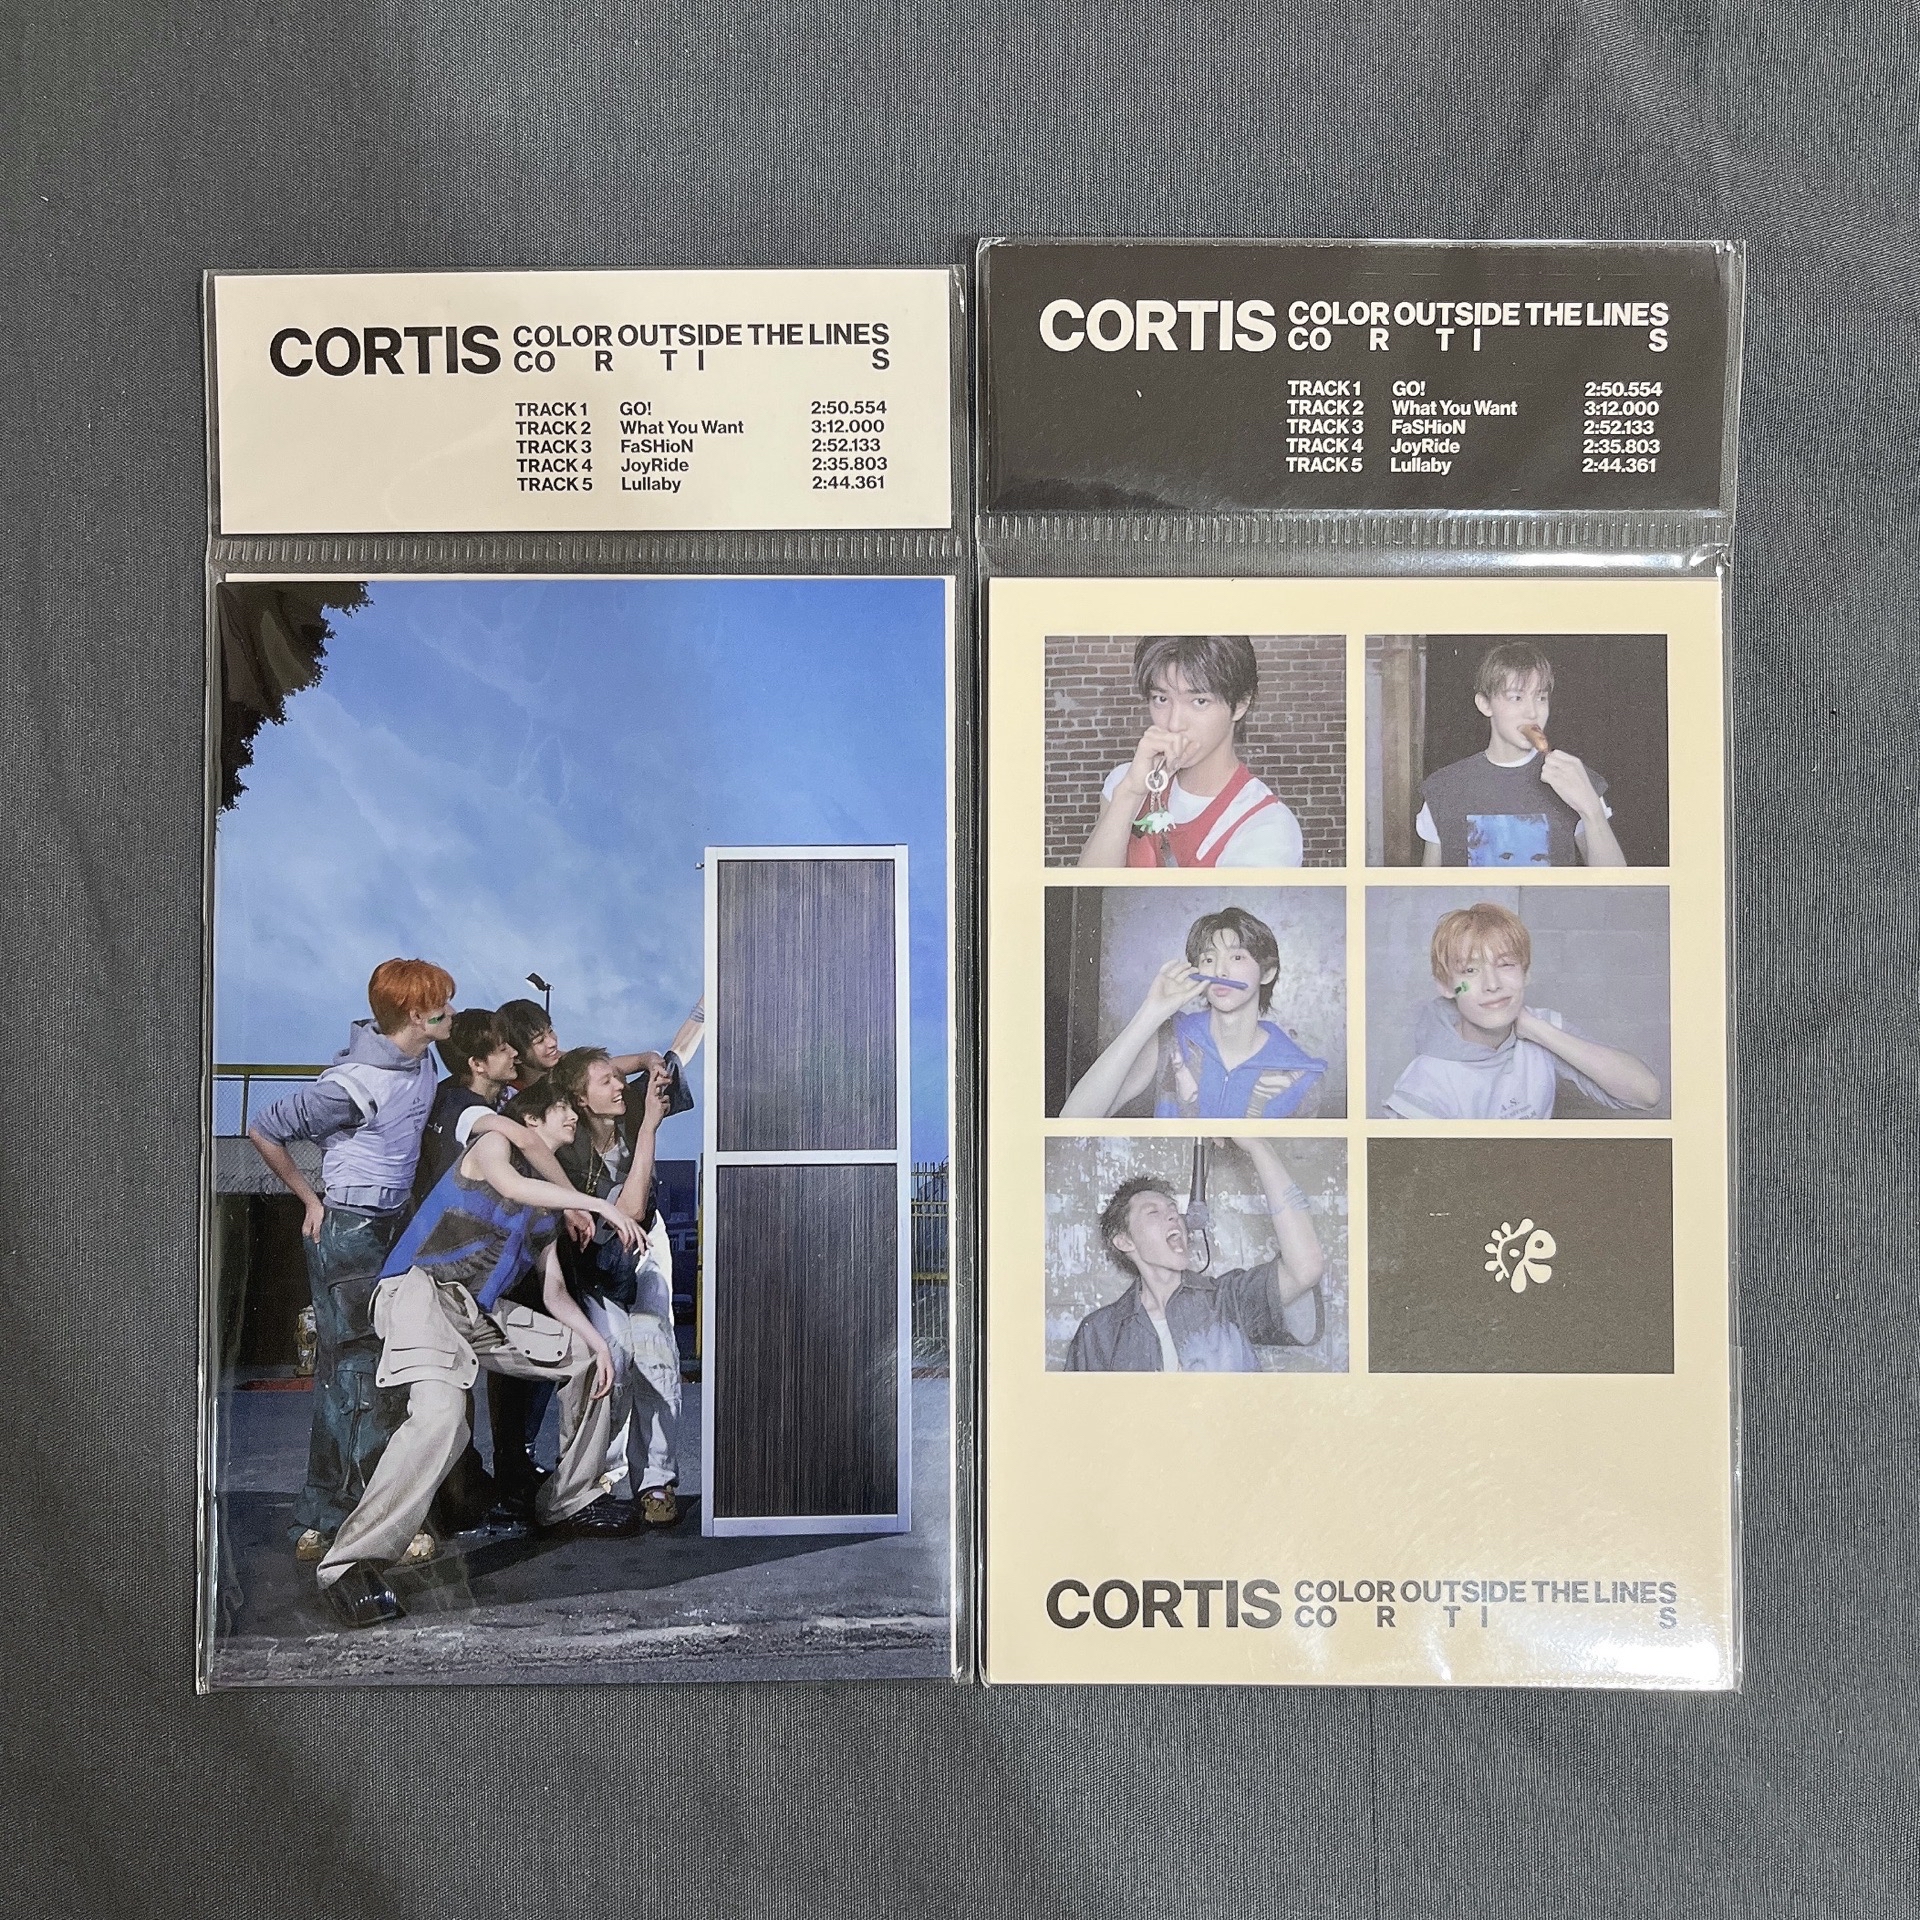 CORTIS COLOR OUTSIDE THE LINES
CO R T I S
TRACK 1 GO! 2:50.554
TRACK 2 What You Want 3:12.000
TRACK 3 FaSHioN 2:52.133
TRACK 4 JoyRide 2:35.803
TRACK 5 Lullaby 2:44.361
CORTIS COLOR OUTSIDE THE LINES
CO R T I S
TRACK 1 GO! 2:50.554
TRACK 2 What You Want 3:12.000
TRACK 3 FaSHioN 2:52.133
TRACK 4 JoyRide 2:35.803
TRACK 5 Lullaby 2:44.361
CORTIS COLOR OUTSIDE THE LINES
CO R T I S